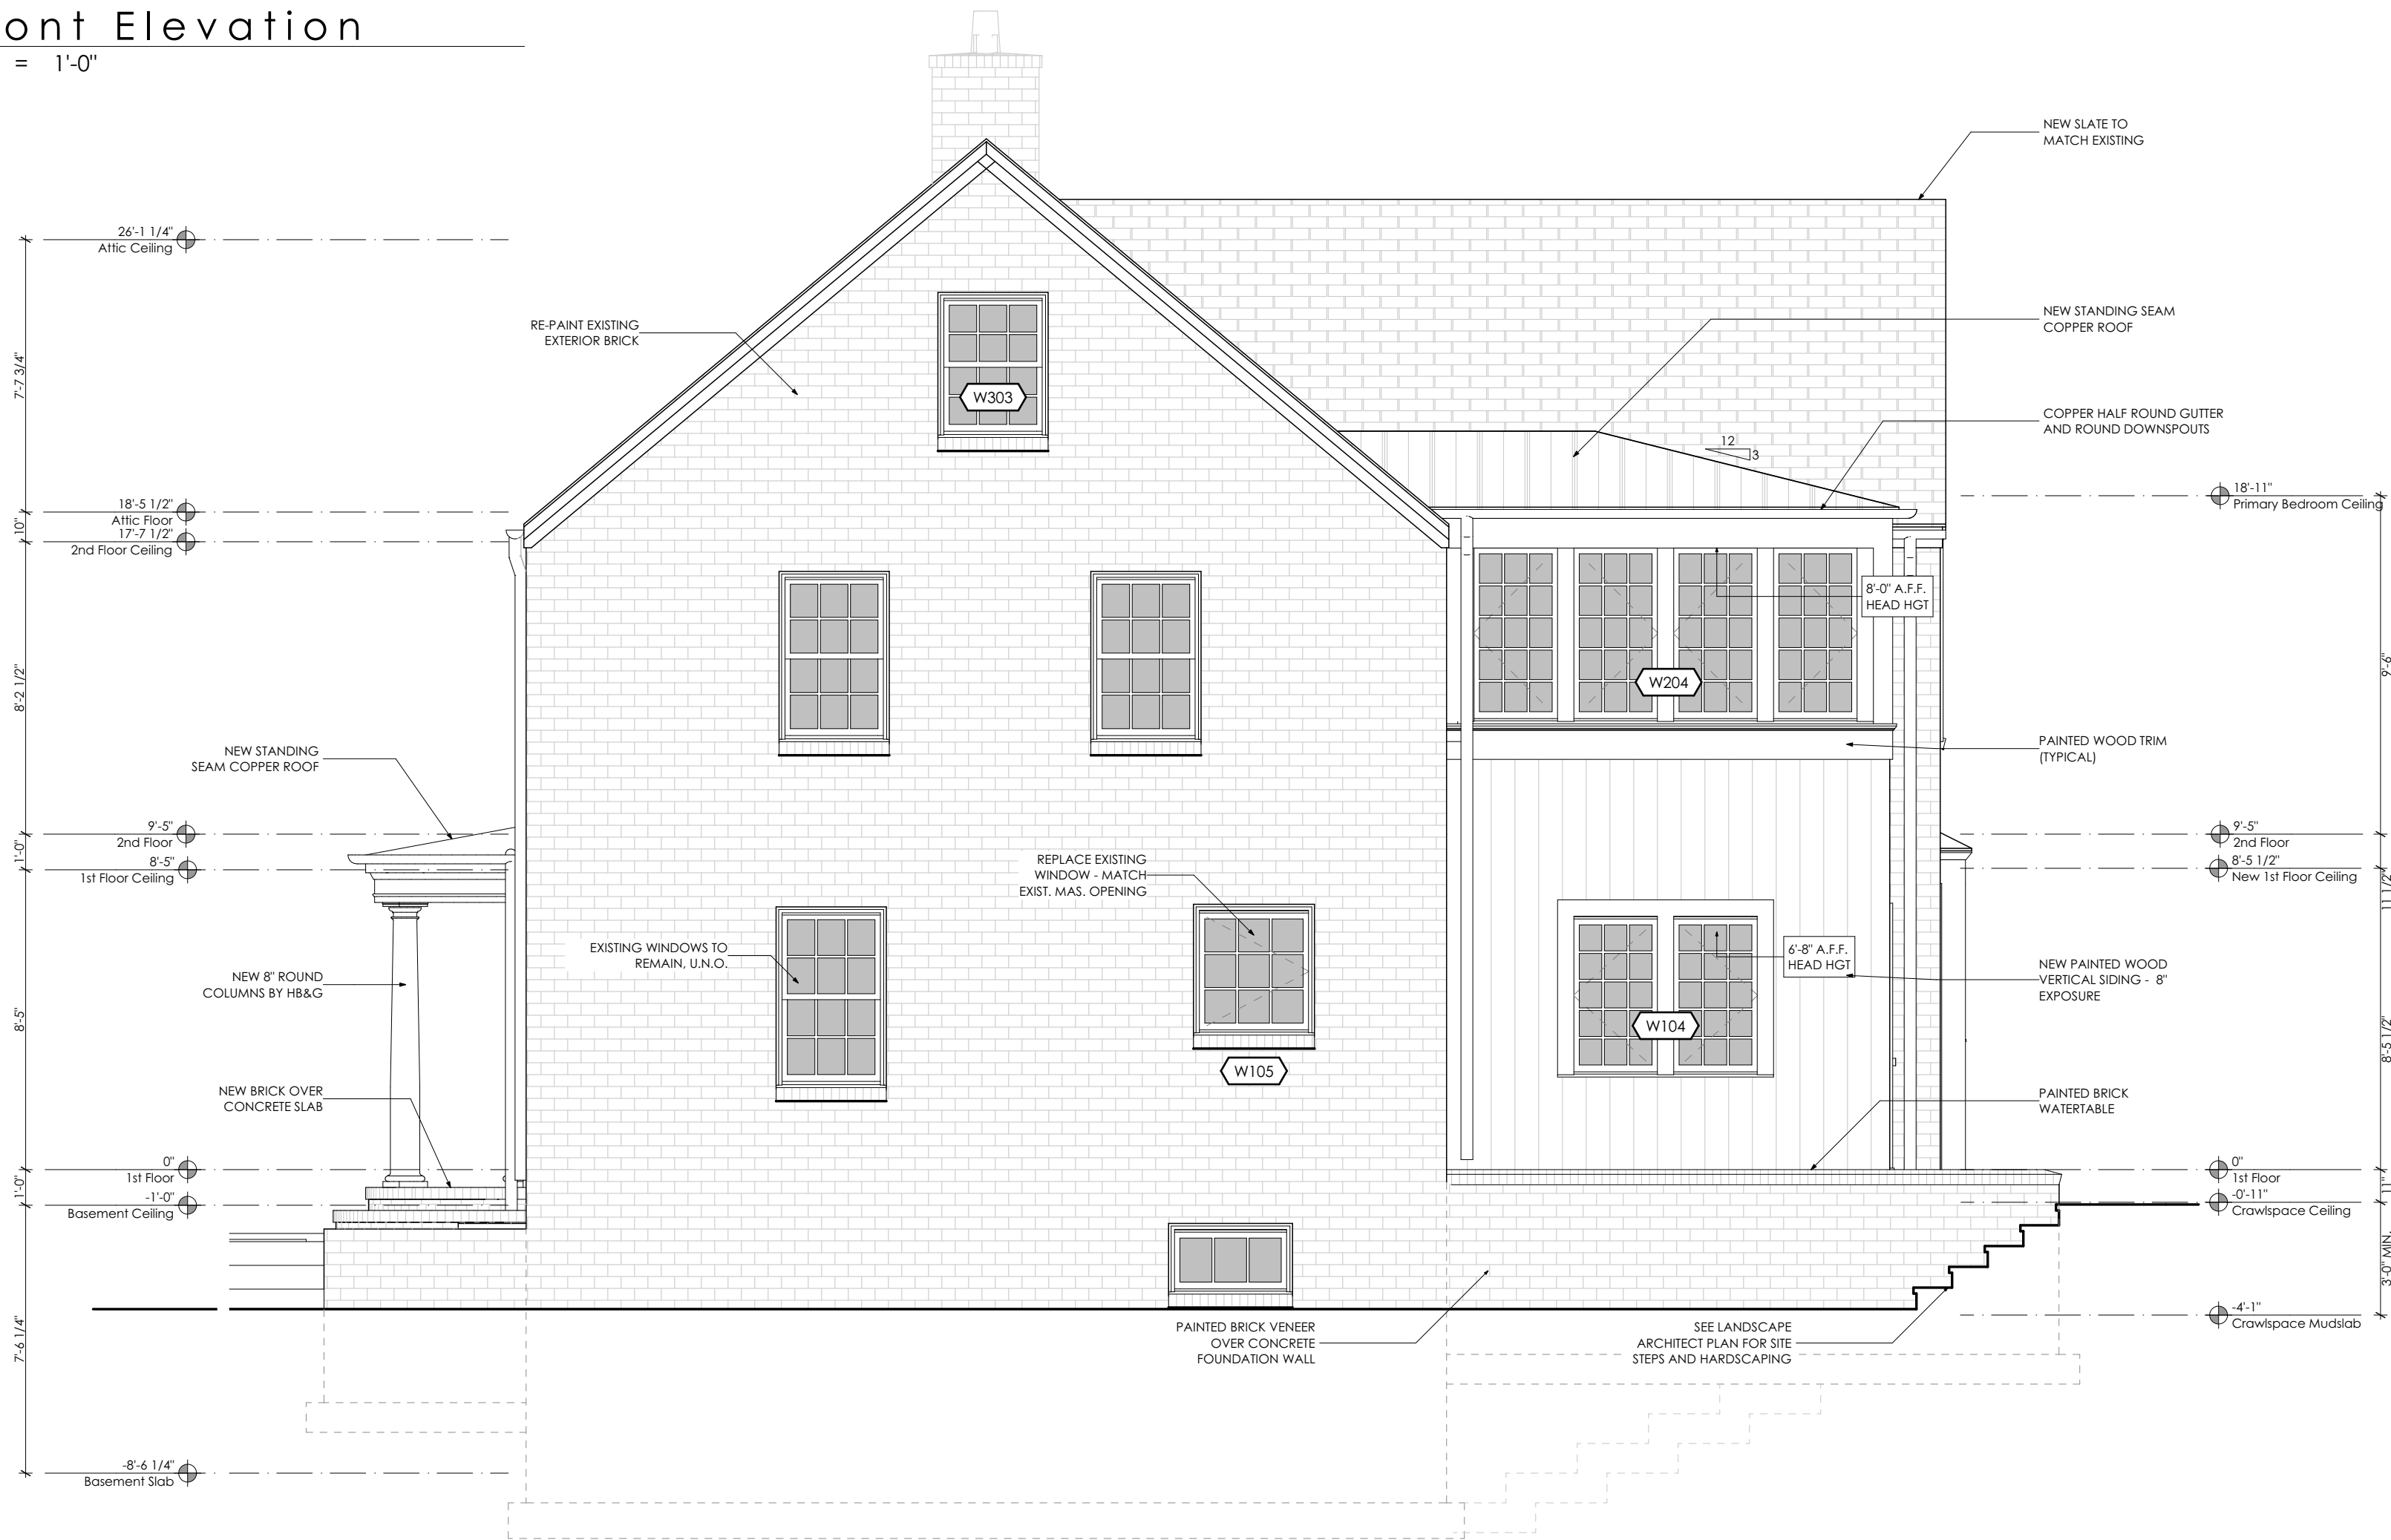 ont Elevation
= 1'-0"
NEW SLATE TO
MATCH EXISTING
26'-1 1/4"
Attic Ceiling
RE-PAINT EXISTING
EXTERIOR BRICK
NEW STANDING SEAM
COPPER ROOF
7'-7 3/4"
W303
COPPER HALF ROUND GUTTER
AND ROUND DOWNSPOUTS
12
3
18'-11"
Primary Bedroom Ceiling
18'-5 1/2"
Attic Floor
10"
17'-7 1/2"
2nd Floor Ceiling
8'-0" A.F.F.
HEAD HGT
8'-2 1/2"
9'-6"
W204
NEW STANDING
SEAM COPPER ROOF
PAINTED WOOD TRIM
(TYPICAL)
9'-5"
2nd Floor
1'-0"
8'-5"
1st Floor Ceiling
9'-5"
2nd Floor
8'-5 1/2"
New 1st Floor Ceiling
11 1/2"
REPLACE EXISTING
WINDOW - MATCH
EXIST. MAS. OPENING
EXISTING WINDOWS TO
REMAIN, U.N.O.
6'-8" A.F.F.
HEAD HGT
NEW 8" ROUND
COLUMNS BY HB&G
NEW PAINTED WOOD
VERTICAL SIDING - 8"
EXPOSURE
8'-5"
8'-5 1/2"
W104
W105
NEW BRICK OVER
CONCRETE SLAB
PAINTED BRICK
WATERTABLE
0"
1st Floor
1'-0"
-1'-0"
Basement Ceiling
0"
1st Floor
11"
-0'-11"
Crawlspace Ceiling
3'-0" MIN.
-4'-1"
Crawlspace Mudslab
PAINTED BRICK VENEER
OVER CONCRETE
FOUNDATION WALL
SEE LANDSCAPE
ARCHITECT PLAN FOR SITE
STEPS AND HARDSCAPING
7'-6 1/4"
-8'-6 1/4"
Basement Slab